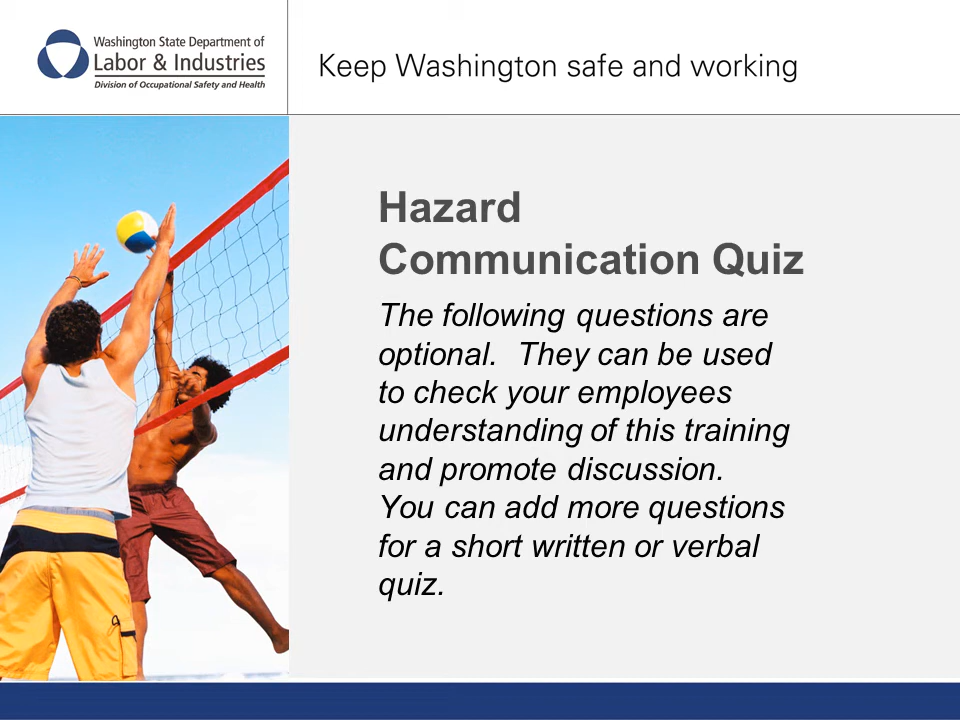 Washington State Department of
Labor & Industries
Division of Occupational Safety and Health
Keep Washington safe and working
Hazard
Communication Quiz
The following questions are
optional.  They can be used
to check your employees
understanding of this training
and promote discussion.
You can add more questions
for a short written or verbal
quiz.